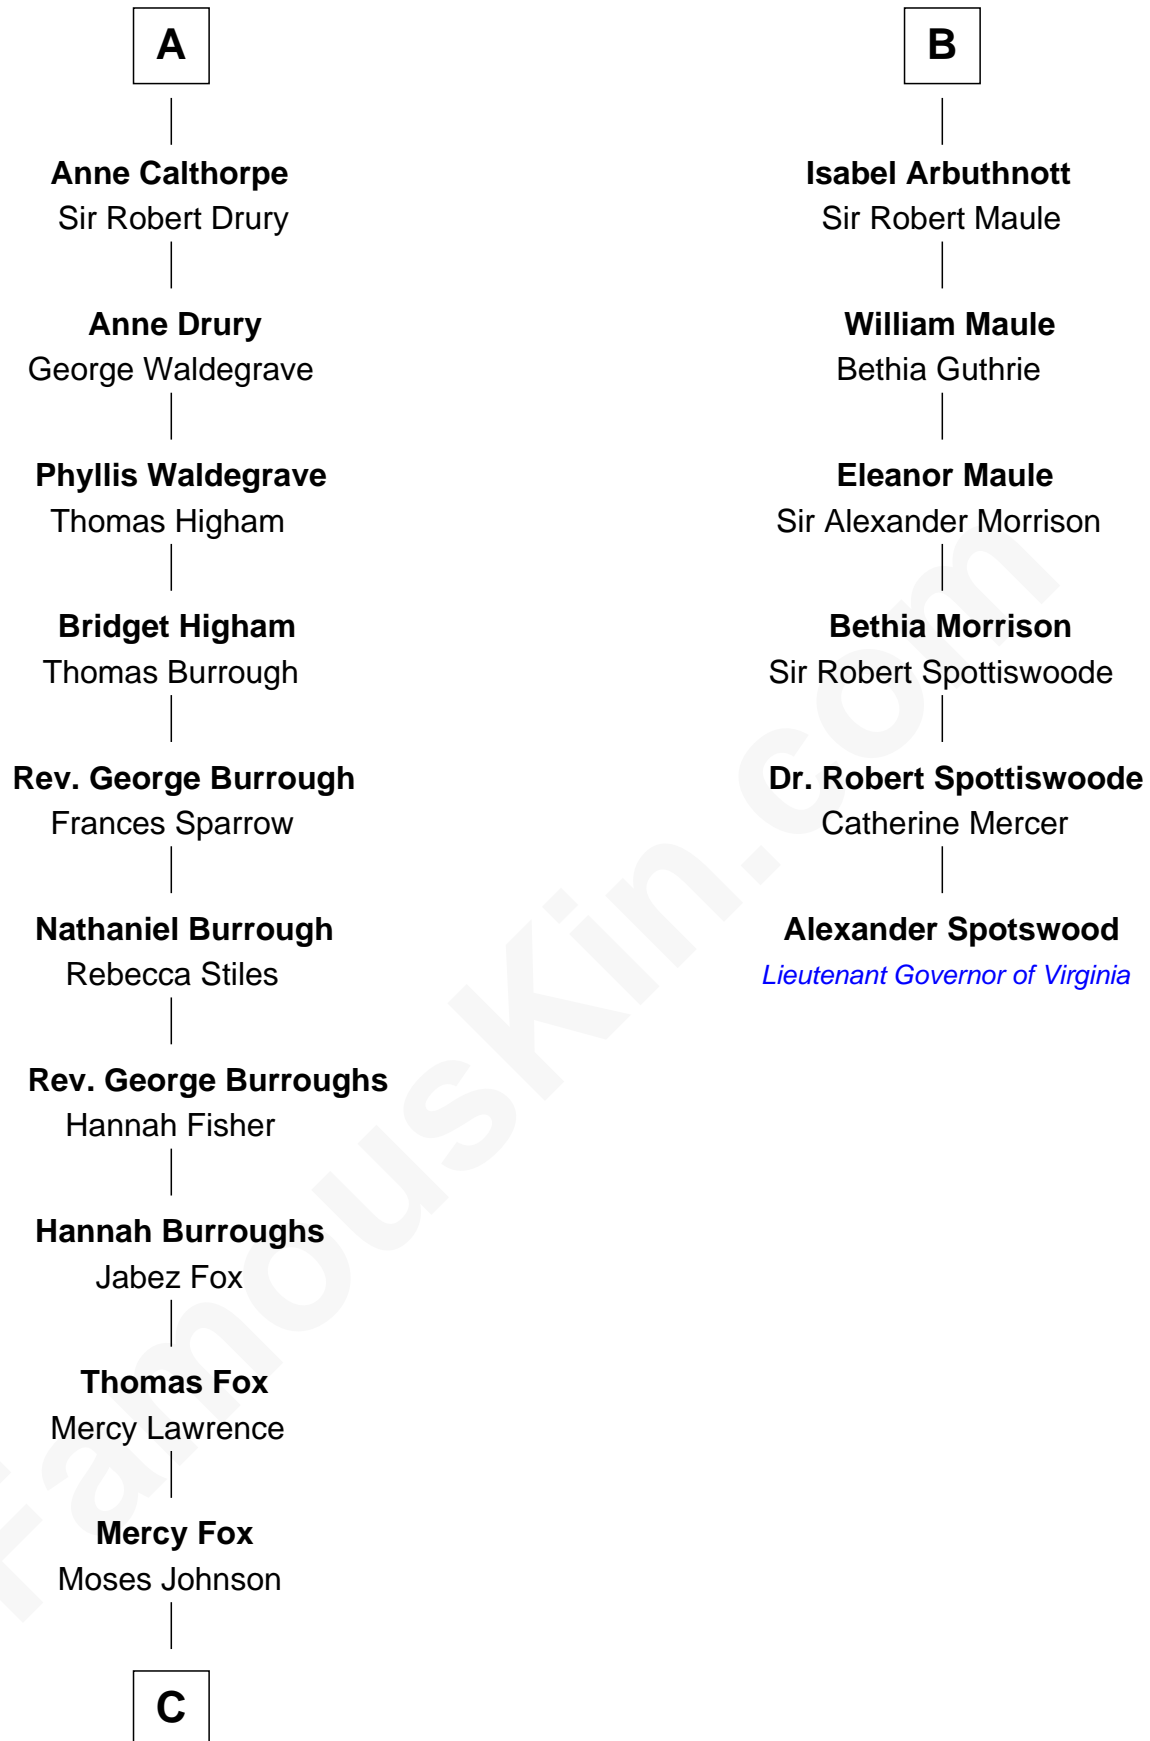 A
Anne Calthorpe
Sir Robert Drury
Anne Drury
George Waldegrave
Phyllis Waldegrave
Thomas Higham
Bridget Higham
Thomas Burrough
Rev. George Burrough
Frances Sparrow
Nathaniel Burrough
Rebecca Stiles
Rev. George Burroughs
Hannah Fisher
Hannah Burroughs
Jabez Fox
Thomas Fox
Mercy Lawrence
Mercy Fox
Moses Johnson
C
B
Isabel Arbuthnott
Sir Robert Maule
William Maule
Bethia Guthrie
Eleanor Maule
Sir Alexander Morrison
Bethia Morrison
Sir Robert Spottiswoode
Dr. Robert Spottiswoode
Catherine Mercer
Alexander Spotswood
Lieutenant Governor of Virginia
FamousKin.com